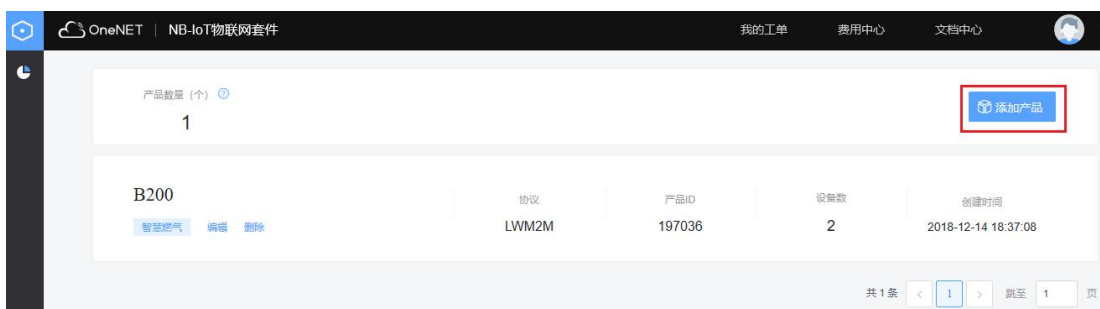 OneNET | NB-IoT物联网套件 我的工单 费用中心 文档中心
产品数量（个） ?
1
添加产品
B200
智慧燃气 编辑 删除
协议
LWM2M
产品ID
197036
设备数
2
创建时间
2018-12-14 18:37:08
共1条 < 1 > 跳至 1 页